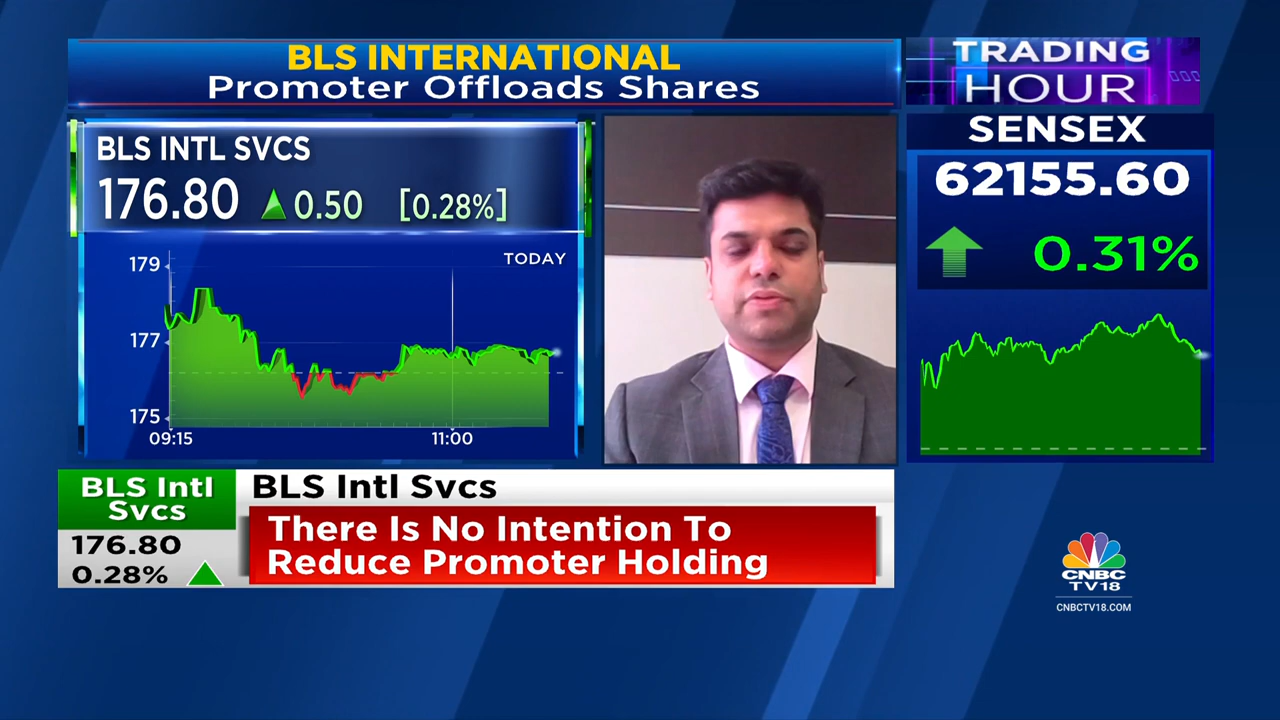 BLS INTERNATIONAL
Promoter Offloads Shares
TRADING
HOUR
BLS INTL SVCS
176.80 ▲ 0.50 [0.28%]
TODAY
179
177
175
09:15 11:00
SENSEX
62155.60
0.31%
BLS Intl
Svcs
176.80
0.28%
BLS Intl Svcs
There Is No Intention To
Reduce Promoter Holding
CNBC
TV18
CNBCTV18.COM